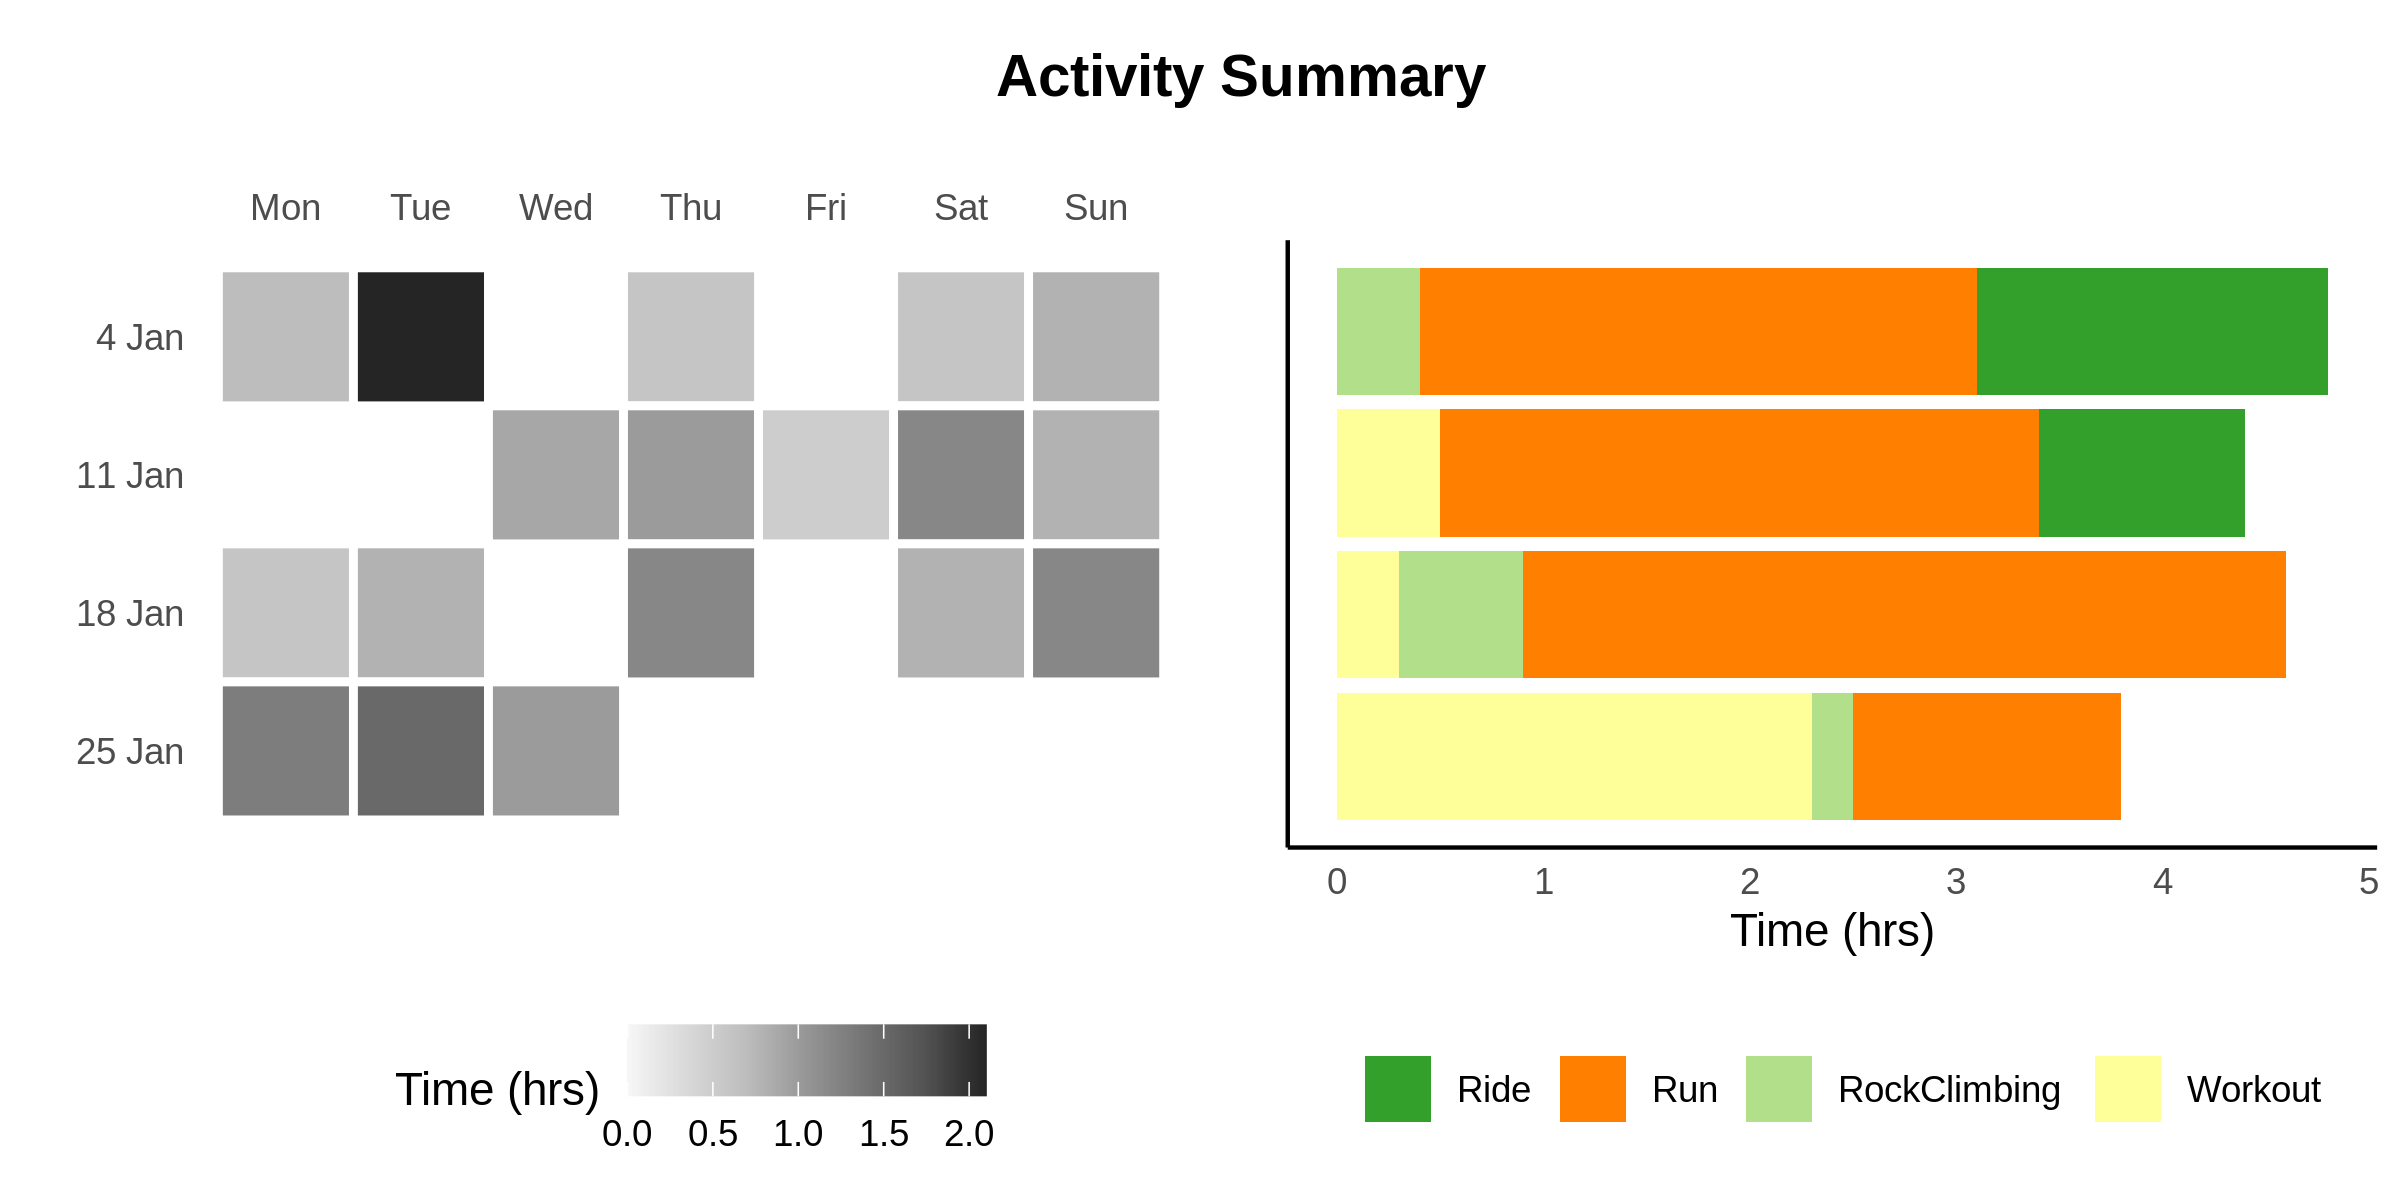 Activity Summary
Mon Tue Wed Thu Fri Sat Sun
4 Jan
11 Jan
18 Jan
25 Jan
0 1 2 3 4 5
Time (hrs)
Time (hrs)
0.0 0.5 1.0 1.5 2.0
Ride Run RockClimbing Workout